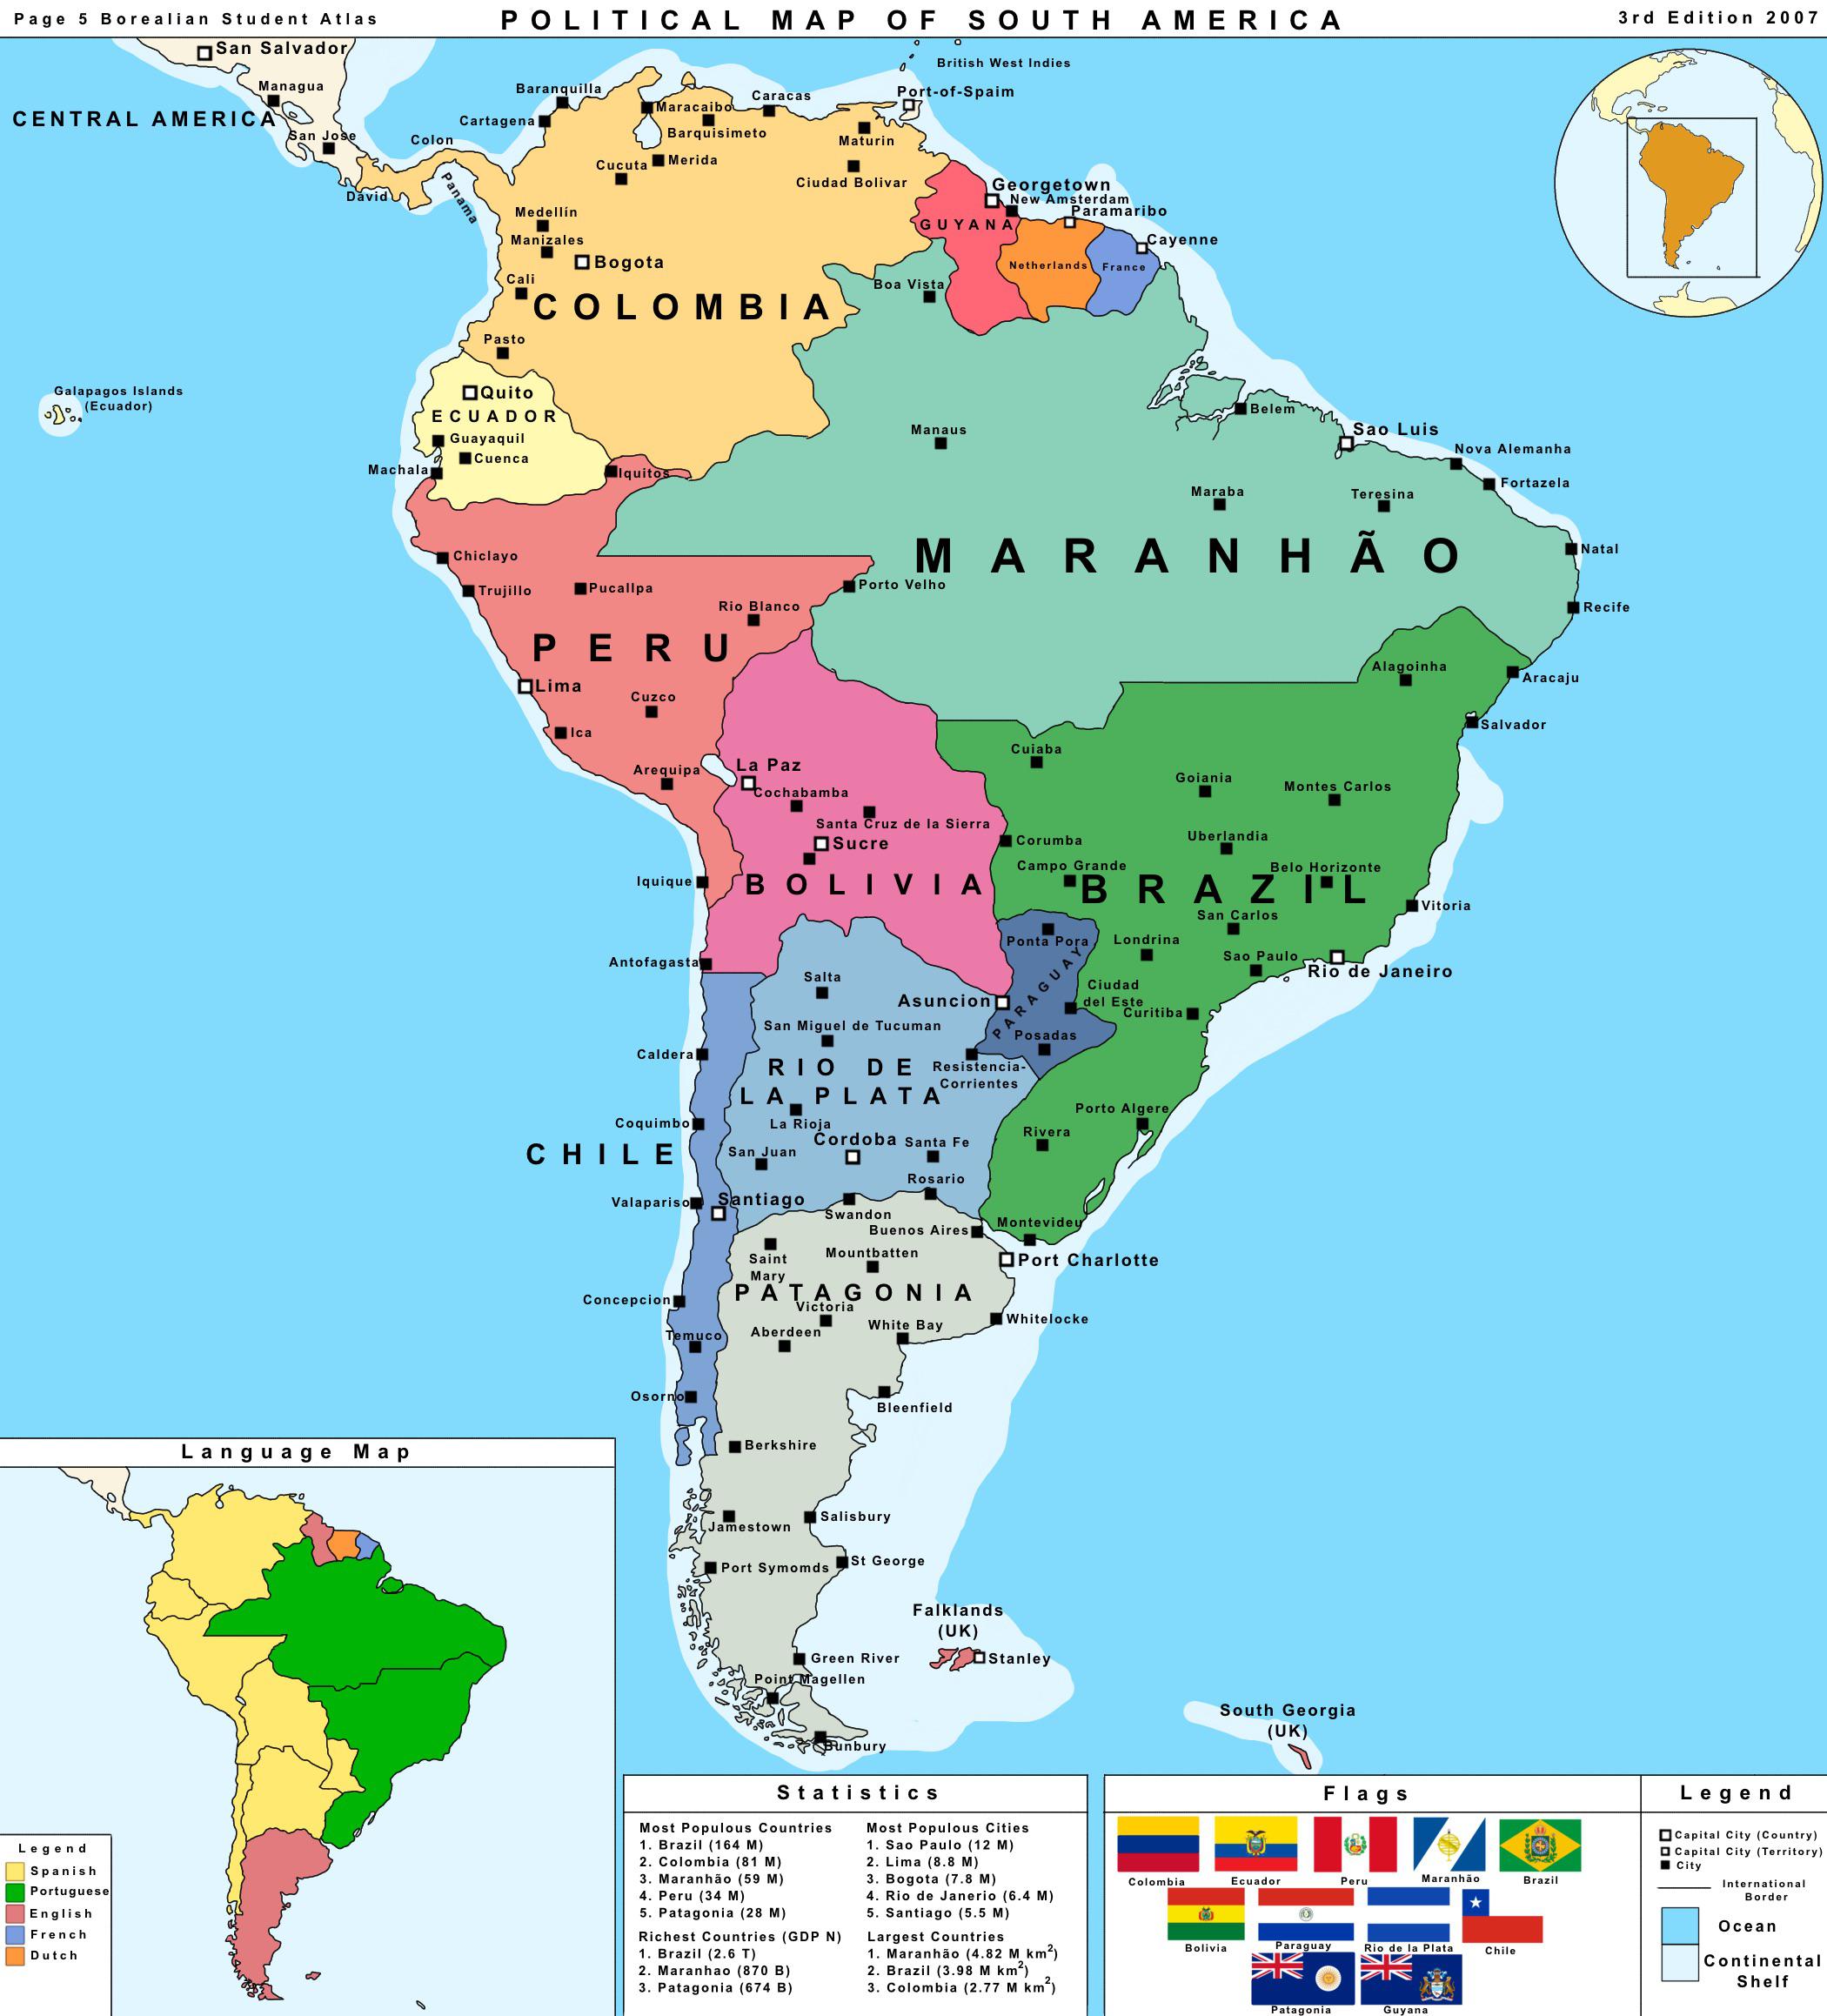 Page 5 Borealian Student Atlas
POLITICAL MAP OF SOUTH AMERICA
3rd Edition 2007
San Salvador
Managua
CENTRAL AMERICA
San Jose
Colon
David
Panama
British West Indies
Port-of-Spaim
Baranquilla
Cartagena
Maracaibo
Caracas
Barquisimeto
Maturin
Cucuta
Merida
Ciudad Bolivar
Medellín
Manizales
Bogota
Cali
COLOMBIA
Pasto
Georgetown
New Amsterdam
GUYANA
Paramaribo
Netherlands
Cayenne
France
Boa Vista
Galapagos Islands
(Ecuador)
Quito
ECUADOR
Guayaquil
Cuenca
Machala
Iquitos
Manaus
Belem
Sao Luis
Nova Alemanha
Fortazela
Maraba
Teresina
MARANHÃO
Natal
Recife
Chiclayo
Trujillo
Pucallpa
Porto Velho
Rio Blanco
PERU
Lima
Cuzco
Ica
Arequipa
Alagoinha
Aracaju
Salvador
La Paz
Cochabamba
Santa Cruz de la Sierra
Sucre
BOLIVIA
Iquique
Antofagasta
Cuiaba
Goiania
Montes Carlos
Corumba
Uberlandia
Campo Grande
Belo Horizonte
BRAZIL
San Carlos
Vitoria
Londrina
Sao Paulo
Rio de Janeiro
Curitiba
Ponta Pora
PARAGUAY
Asuncion
Ciudad
del Este
Posadas
Resistencia-
Corrientes
Salta
San Miguel de Tucuman
RIO DE
LA PLATA
La Rioja
Cordoba
Santa Fe
San Juan
Rosario
Caldera
Coquimbo
CHILE
Valapariso
Santiago
Swandon
Buenos Aires
Porto Algere
Rivera
Montevideu
Port Charlotte
Saint
Mary
Mountbatten
PATAGONIA
Victoria
Whitelocke
Aberdeen
White Bay
Concepcion
Temuco
Osorno
Bleenfield
Berkshire
Jamestown
Salisbury
Port Symomds
St George
Green River
Point Magellen
Bunbury
Falklands
(UK)
Stanley
South Georgia
(UK)
Language Map
Legend
Spanish
Portuguese
English
French
Dutch
Statistics
Most Populous Countries
1. Brazil (164 M)
2. Colombia (81 M)
3. Maranhão (59 M)
4. Peru (34 M)
5. Patagonia (28 M)
Richest Countries (GDP N)
1. Brazil (2.6 T)
2. Maranhao (870 B)
3. Patagonia (674 B)
Most Populous Cities
1. Sao Paulo (12 M)
2. Lima (8.8 M)
3. Bogota (7.8 M)
4. Rio de Janerio (6.4 M)
5. Santiago (5.5 M)
Largest Countries
1. Maranhão (4.82 M km²)
2. Brazil (3.98 M km²)
3. Colombia (2.77 M km²)
Flags
Colombia
Ecuador
Peru
Maranhão
Brazil
Bolivia
Paraguay
Rio de la Plata
Chile
Patagonia
Guyana
Legend
Capital City (Country)
Capital City (Territory)
City
International
Border
Ocean
Continental
Shelf